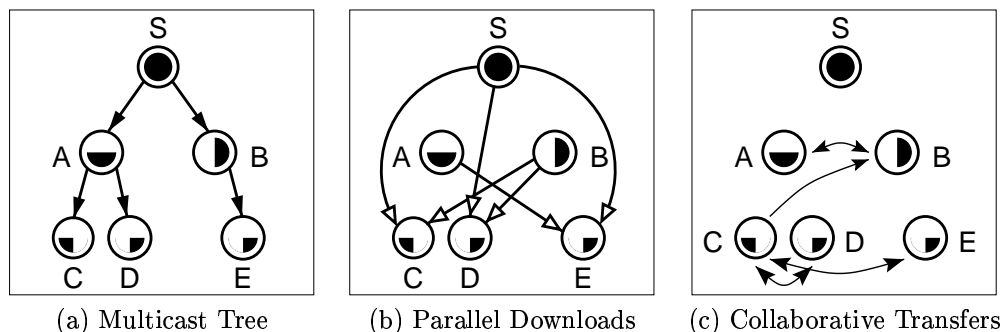 S
S
S
A
B
A
B
A
B
C
D
E
C
D
E
C
D
E
(a) Multicast Tree
(b) Parallel Downloads
(c) Collaborative Transfers